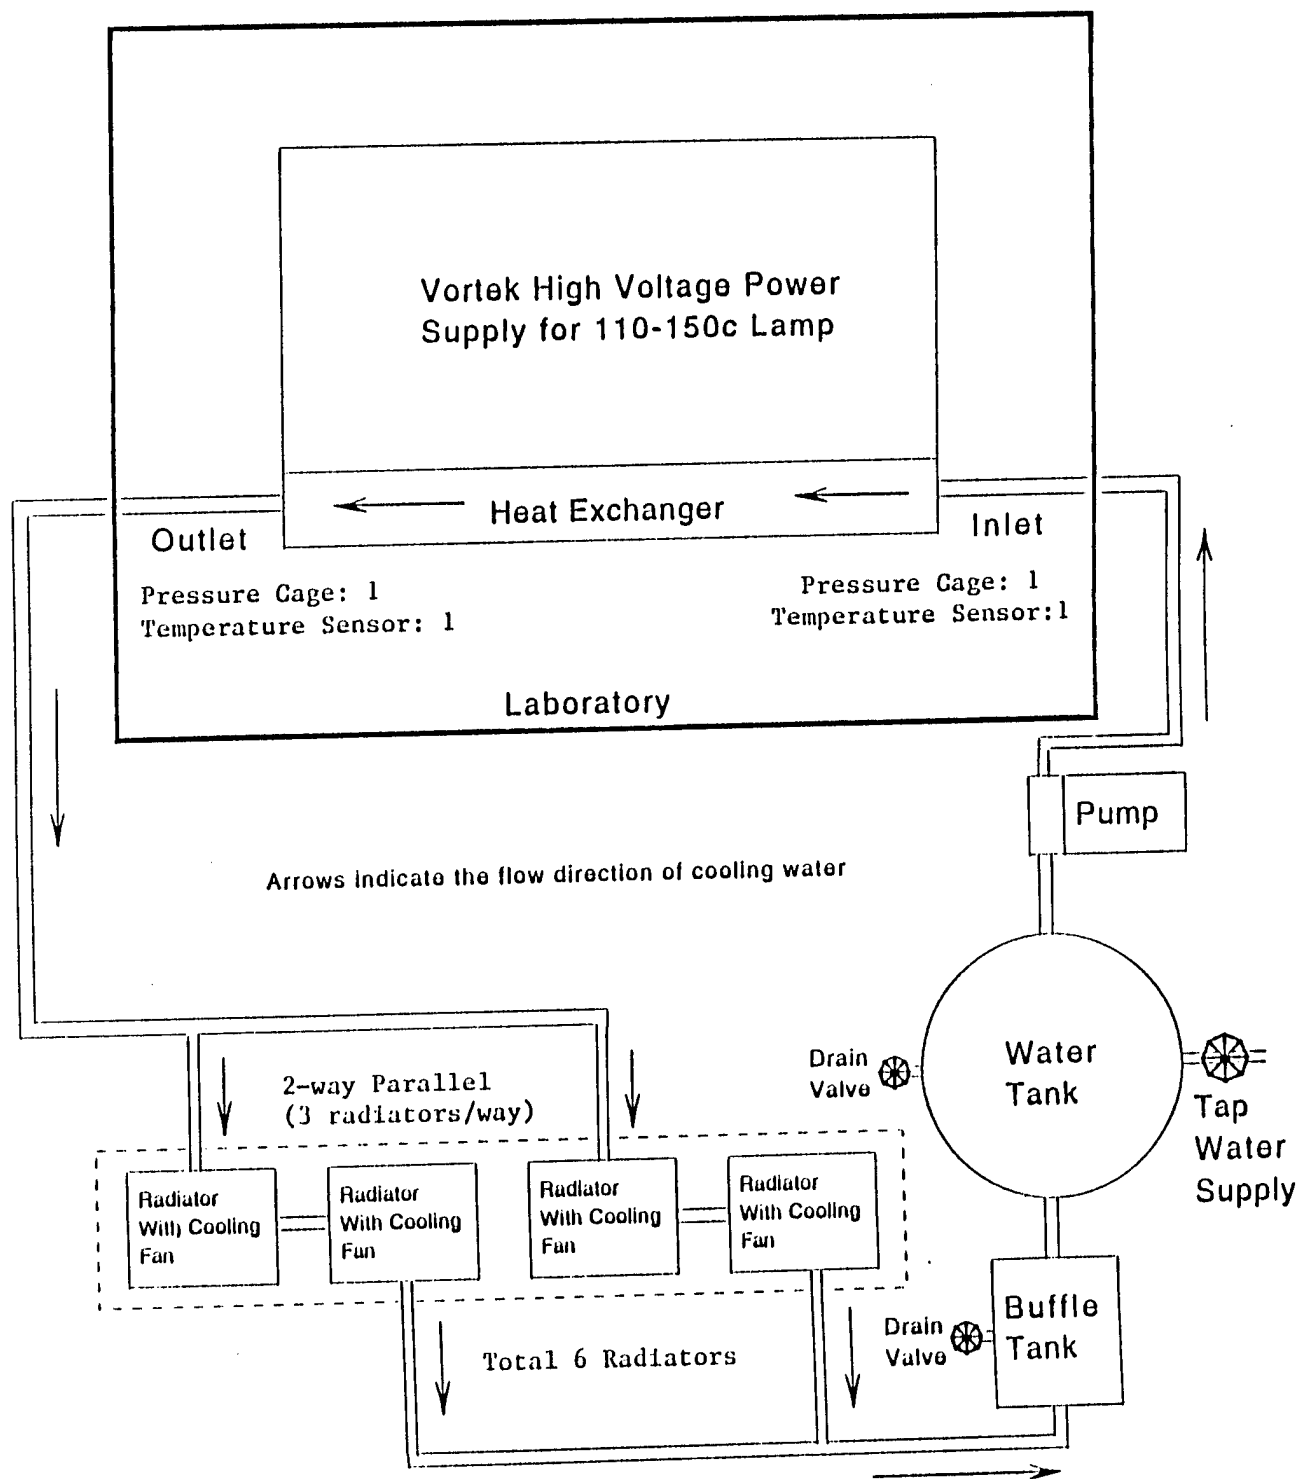 Vortek High Voltage Power
Supply for 110-150c Lamp
Heat Exchanger
Outlet
Inlet
Pressure Cage: 1
Temperature Sensor: 1
Pressure Cage: 1
Temperature Sensor:1
Laboratory
Pump
Arrows indicate the flow direction of cooling water
Water
Tank
Drain
Valve
Tap
Water
Supply
2-way Parallel
(3 radiators/way)
Radiator
With Cooling
Fan
Radiator
With Cooling
Fan
Radiator
With Cooling
Fan
Radiator
With Cooling
Fan
Buffle
Tank
Drain
Valve
Total 6 Radiators